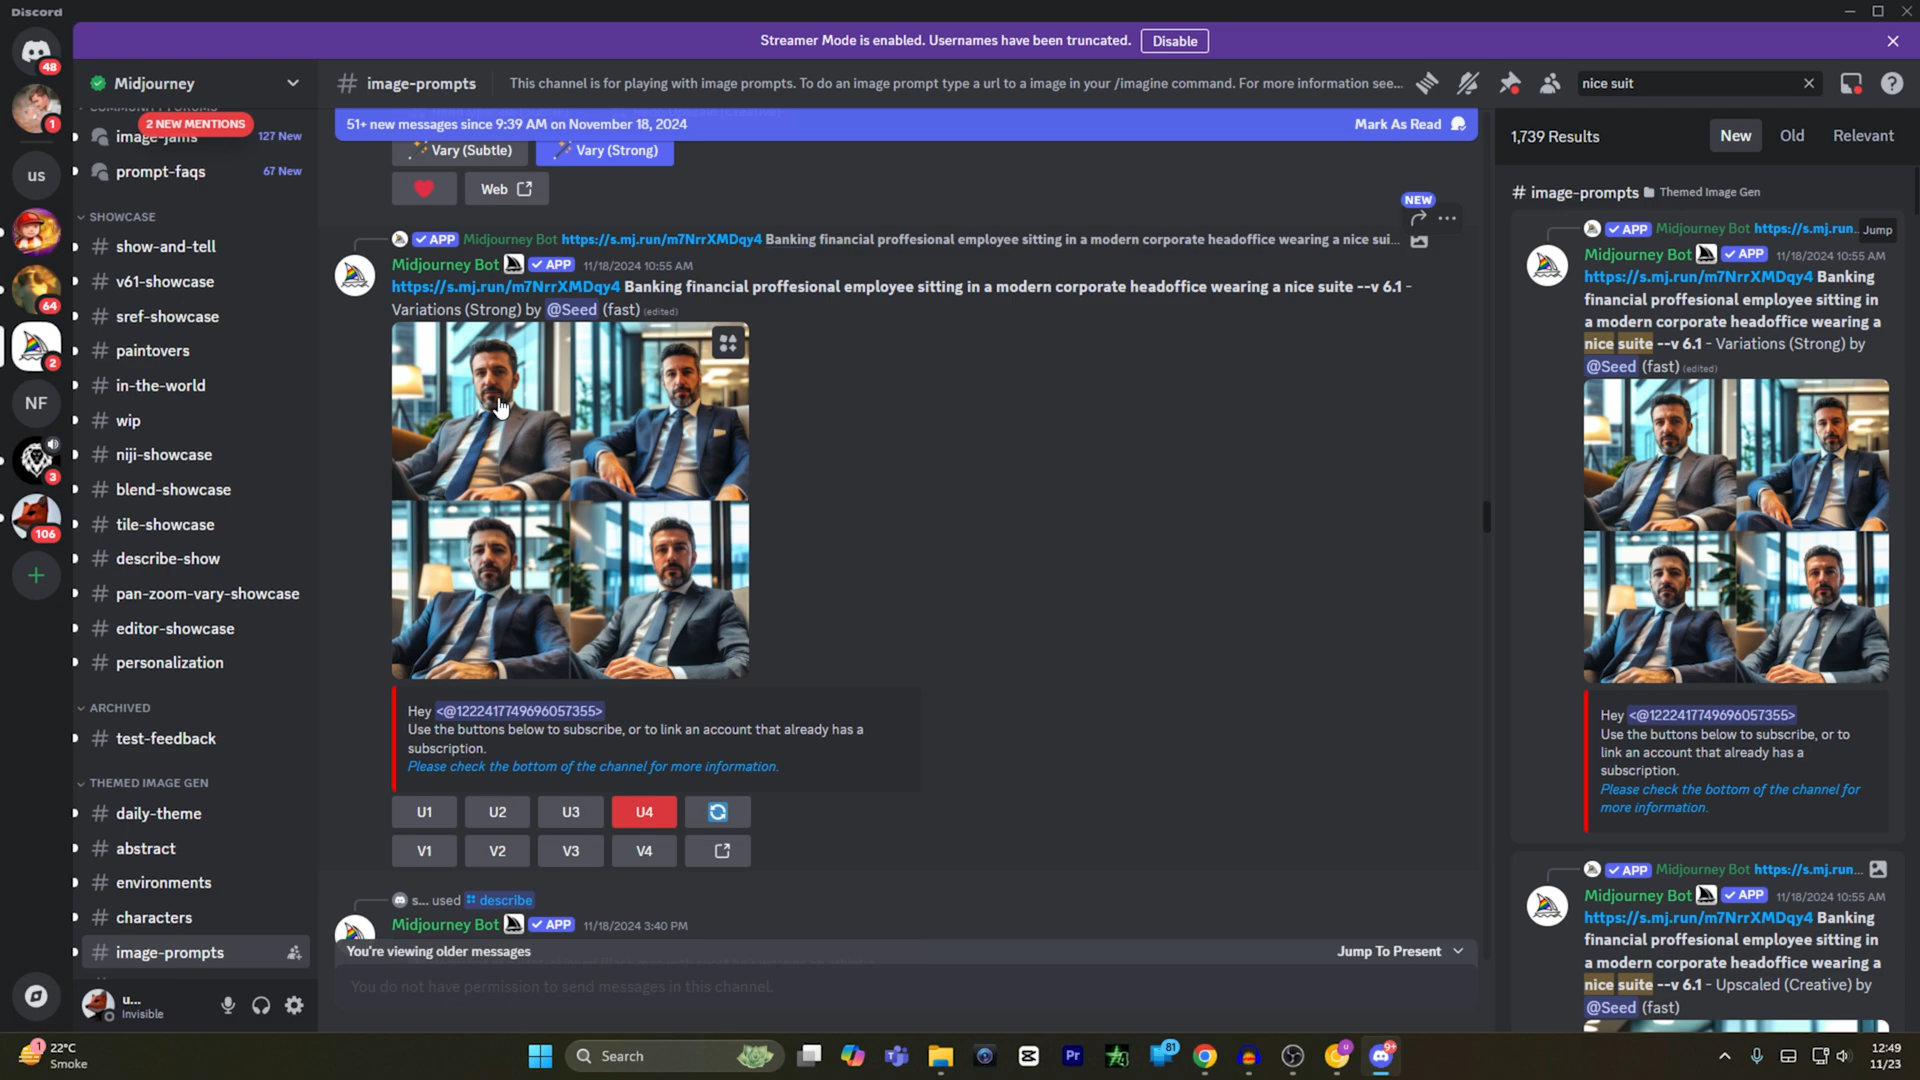 Discord
Streamer Mode is enabled. Usernames have been truncated.
Disable
48
1
us
64
2
NF
3
106
Midjourney
2 NEW MENTIONS
127 New
prompt-faqs
67 New
SHOWCASE
show-and-tell
v61-showcase
sref-showcase
paintovers
in-the-world
wip
niji-showcase
blend-showcase
tile-showcase
describe-show
pan-zoom-vary-showcase
editor-showcase
personalization
ARCHIVED
test-feedback
THEMED IMAGE GEN
daily-theme
abstract
environments
characters
image-prompts
u...
Invisible
image-prompts
This channel is for playing with image prompts. To do an image prompt type a url to a image in your /imagine command. For more information see...
nice suit
51+ new messages since 9:39 AM on November 18, 2024
Mark As Read
Vary (Subtle)
Vary (Strong)
Web
NEW
APP Midjourney Bot https://s.mj.run/m7NrrXMDqy4 Banking financial proffesional employee sitting in a modern corporate headoffice wearing a nice sui...
Midjourney Bot APP 11/18/2024 10:55 AM
https://s.mj.run/m7NrrXMDqy4 Banking financial proffesional employee sitting in a modern corporate headoffice wearing a nice suite --v 6.1 -
Variations (Strong) by @Seed (fast) (edited)
Hey <@1222417749696057355>
Use the buttons below to subscribe, or to link an account that already has a
subscription.
Please check the bottom of the channel for more information.
U1
U2
U3
U4
V1
V2
V3
V4
s... used describe
Midjourney Bot APP 11/18/2024 3:40 PM
You're viewing older messages
Jump To Present
You do not have permission to send messages in this channel.
1,739 Results
New
Old
Relevant
# image-prompts Themed Image Gen
APP Midjourney Bot https://s.mj.run...
Jump
Midjourney Bot APP 11/18/2024 10:55 AM
https://s.mj.run/m7NrrXMDqy4 Banking
financial proffesional employee sitting in
a modern corporate headoffice wearing a
nice suite --v 6.1 - Variations (Strong) by
@Seed (fast) (edited)
Hey <@1222417749696057355>
Use the buttons below to subscribe, or to
link an account that already has a
subscription.
Please check the bottom of the channel for
more information.
APP Midjourney Bot https://s.mj.run...
Midjourney Bot APP 11/18/2024 10:55 AM
https://s.mj.run/m7NrrXMDqy4 Banking
financial proffesional employee sitting in
a modern corporate headoffice wearing a
nice suite --v 6.1 - Upscaled (Creative) by
@Seed (fast)
1
22°C
Smoke
Search
Pr
81
u
9+
12:49
11/23